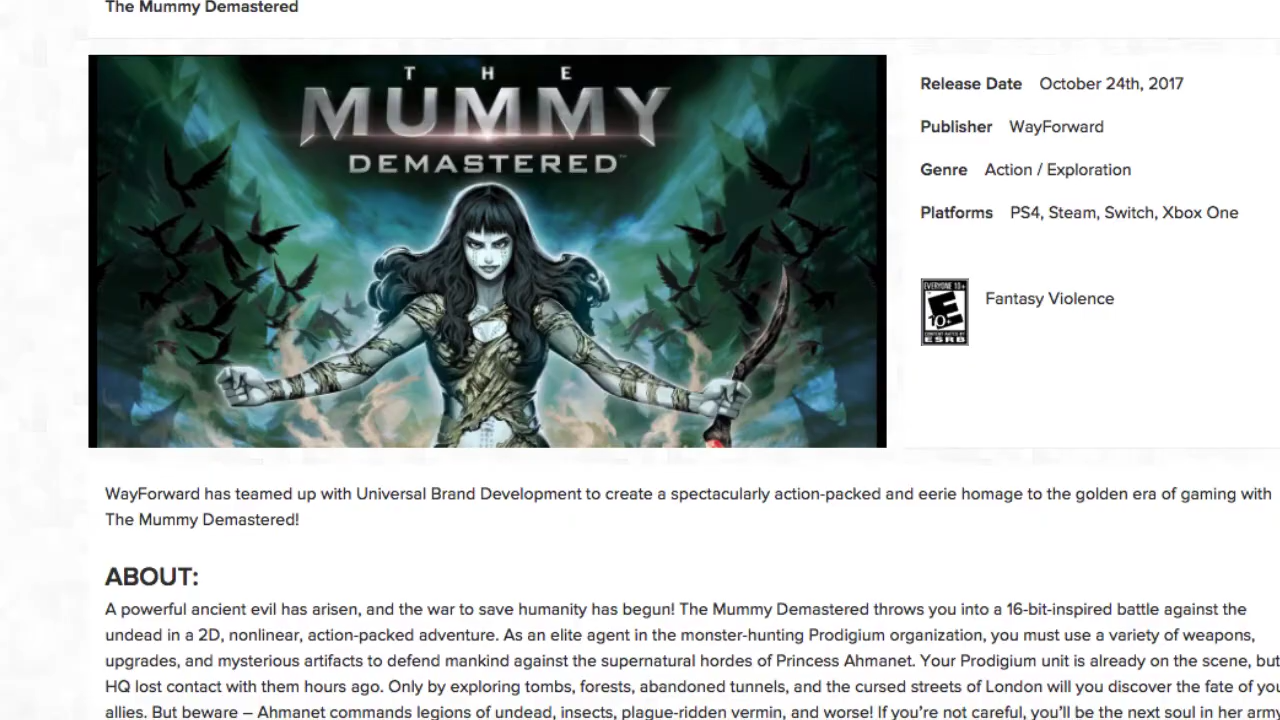 The Mummy Demastered
THE
MUMMY
DEMASTERED™
Release Date October 24th, 2017
Publisher WayForward
Genre Action / Exploration
Platforms PS4, Steam, Switch, Xbox One
EVERYONE 10+
E
10+
ESRB
Fantasy Violence
WayForward has teamed up with Universal Brand Development to create a spectacularly action-packed and eerie homage to the golden era of gaming with
The Mummy Demastered!
ABOUT:
A powerful ancient evil has arisen, and the war to save humanity has begun! The Mummy Demastered throws you into a 16-bit-inspired battle against the
undead in a 2D, nonlinear, action-packed adventure. As an elite agent in the monster-hunting Prodigium organization, you must use a variety of weapons,
upgrades, and mysterious artifacts to defend mankind against the supernatural hordes of Princess Ahmanet. Your Prodigium unit is already on the scene, but
HQ lost contact with them hours ago. Only by exploring tombs, forests, abandoned tunnels, and the cursed streets of London will you discover the fate of you
allies. But beware – Ahmanet commands legions of undead, insects, plague-ridden vermin, and worse! If you're not careful, you'll be the next soul in her army